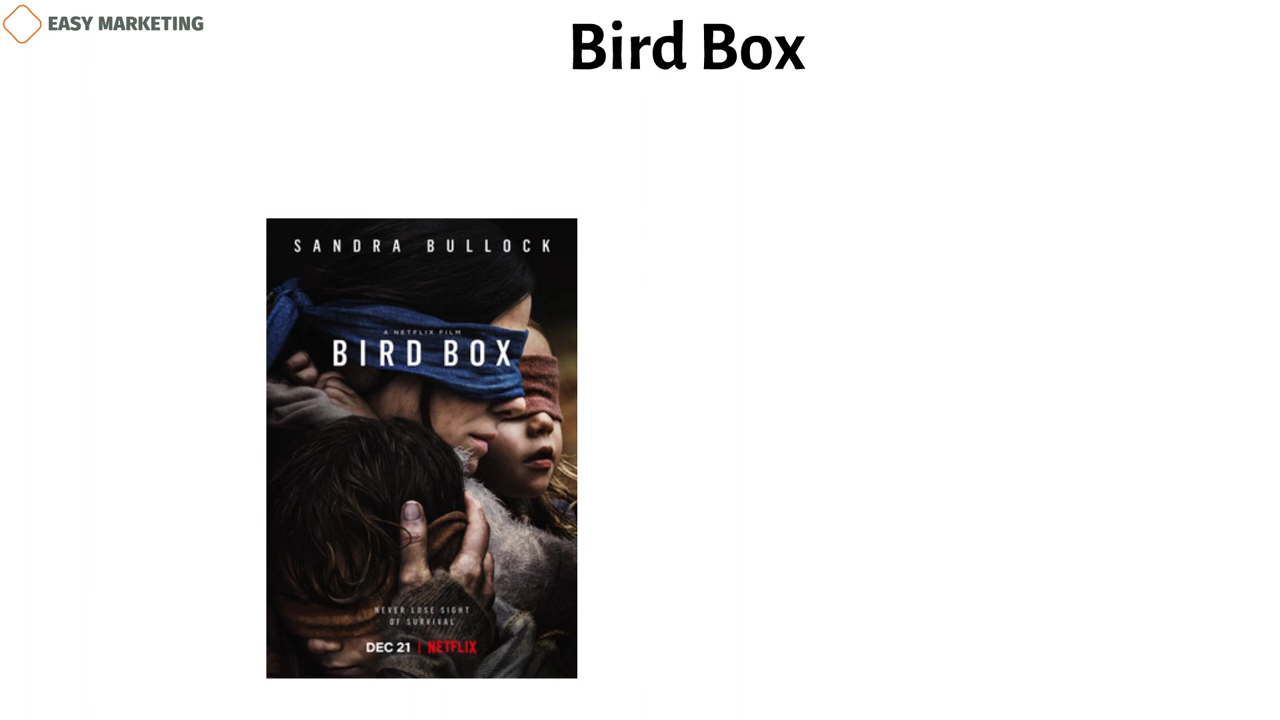 EASY MARKETING
Bird Box
SANDRA BULLOCK
A NETFLIX FILM
BIRD BOX
NEVER LOSE SIGHT
OF SURVIVAL
DEC 21 | NETFLIX